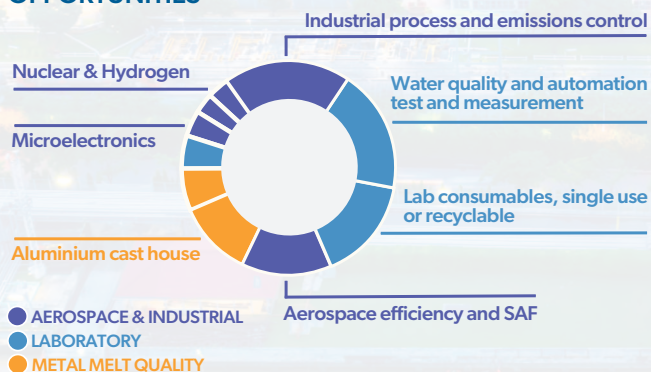 OPPORTUNITIES
Industrial process and emissions control
Nuclear & Hydrogen
Water quality and automation
test and measurement
Microelectronics
Lab consumables, single use
or recyclable
Aluminium cast house
Aerospace efficiency and SAF
AEROSPACE & INDUSTRIAL
LABORATORY
METAL MELT QUALITY